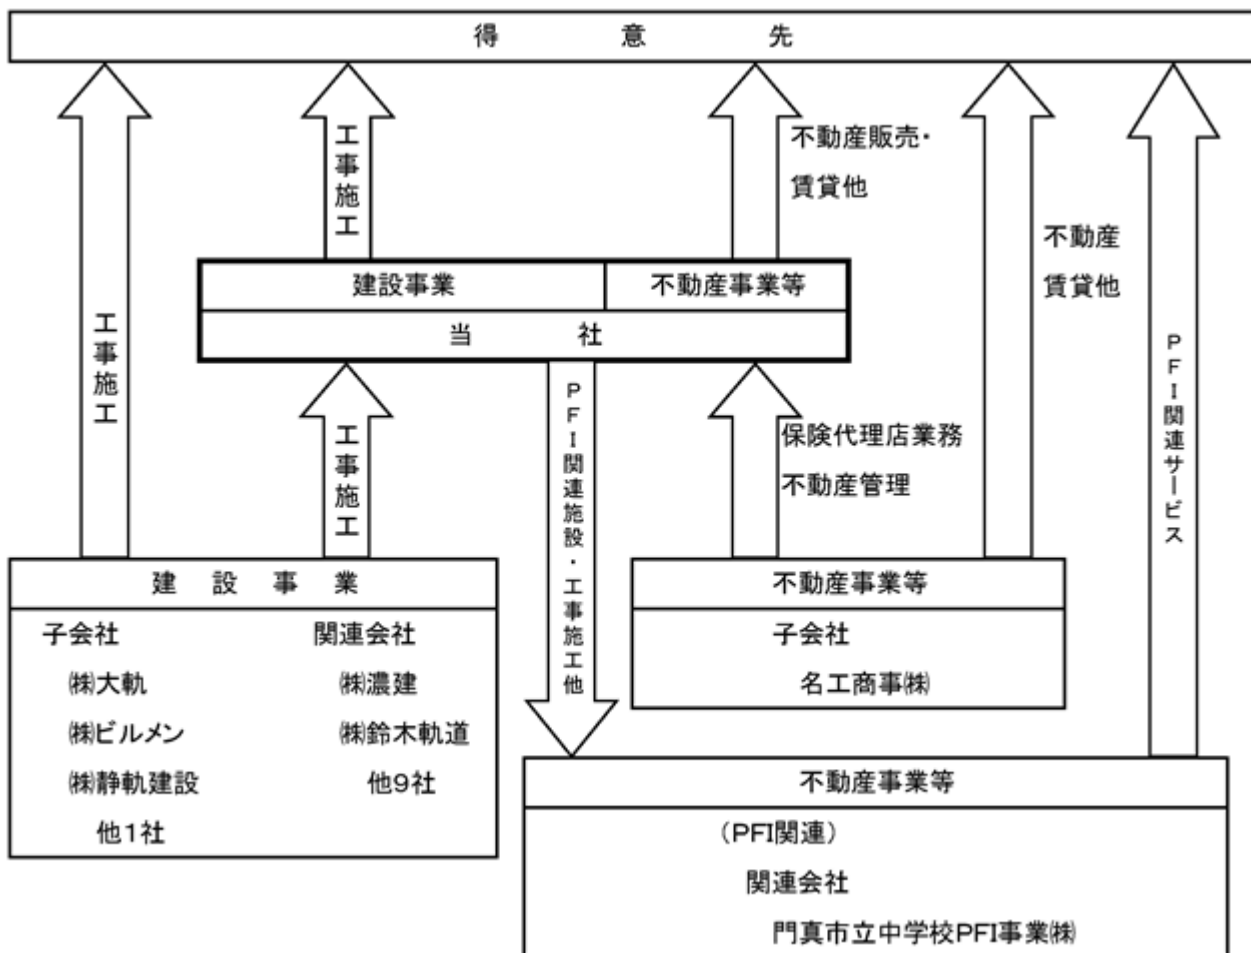 得意先
工事施工
工事施工
不動産販売・
賃貸他
不動産
賃貸他
PFI関連サービス
建設事業
不動産事業等
当社
工事施工
PFI関連施設・工事施工他
保険代理店業務
不動産管理
建設事業
子会社
関連会社
㈱大軌
㈱濃建
㈱ビルメン
㈱鈴木軌道
㈱静軌建設
他9社
他1社
不動産事業等
子会社
名工商事㈱
不動産事業等
(PFI関連)
関連会社
門真市立中学校PFI事業㈱